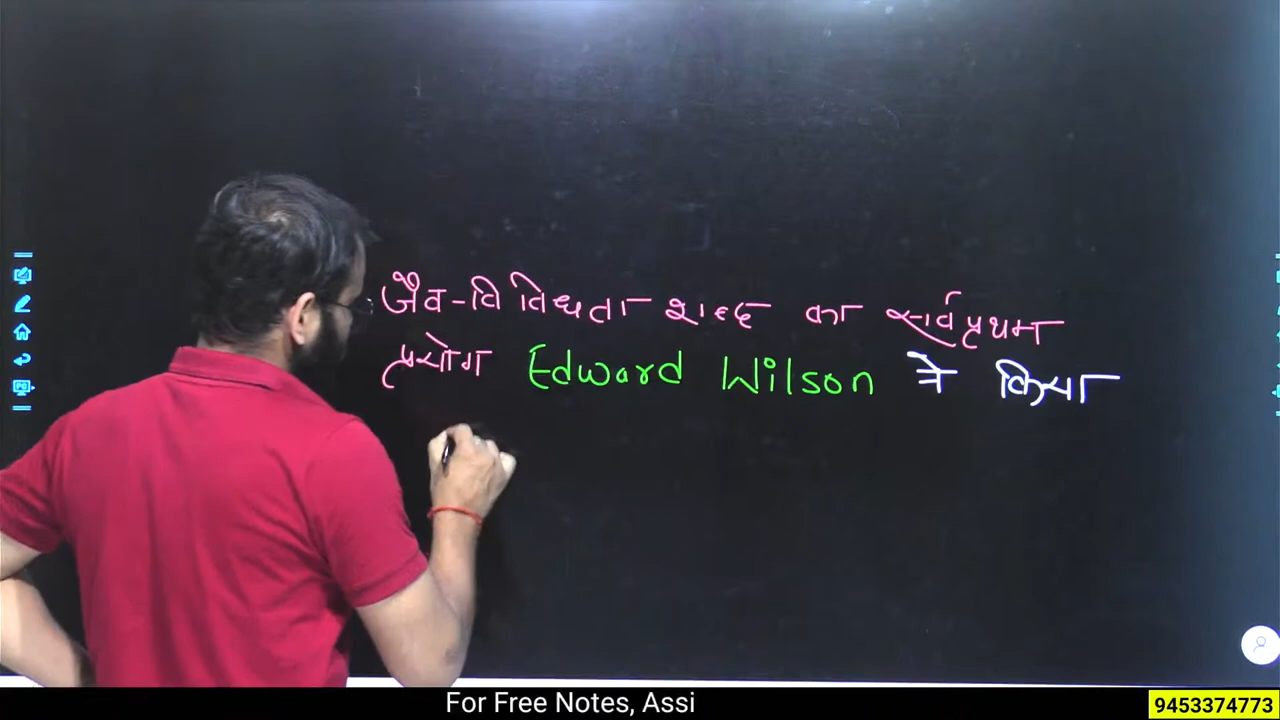 जैव-विविधता शब्द का सर्वप्रथम
प्रयोग Edward Wilson ने किया
For Free Notes, Assi
9453374773